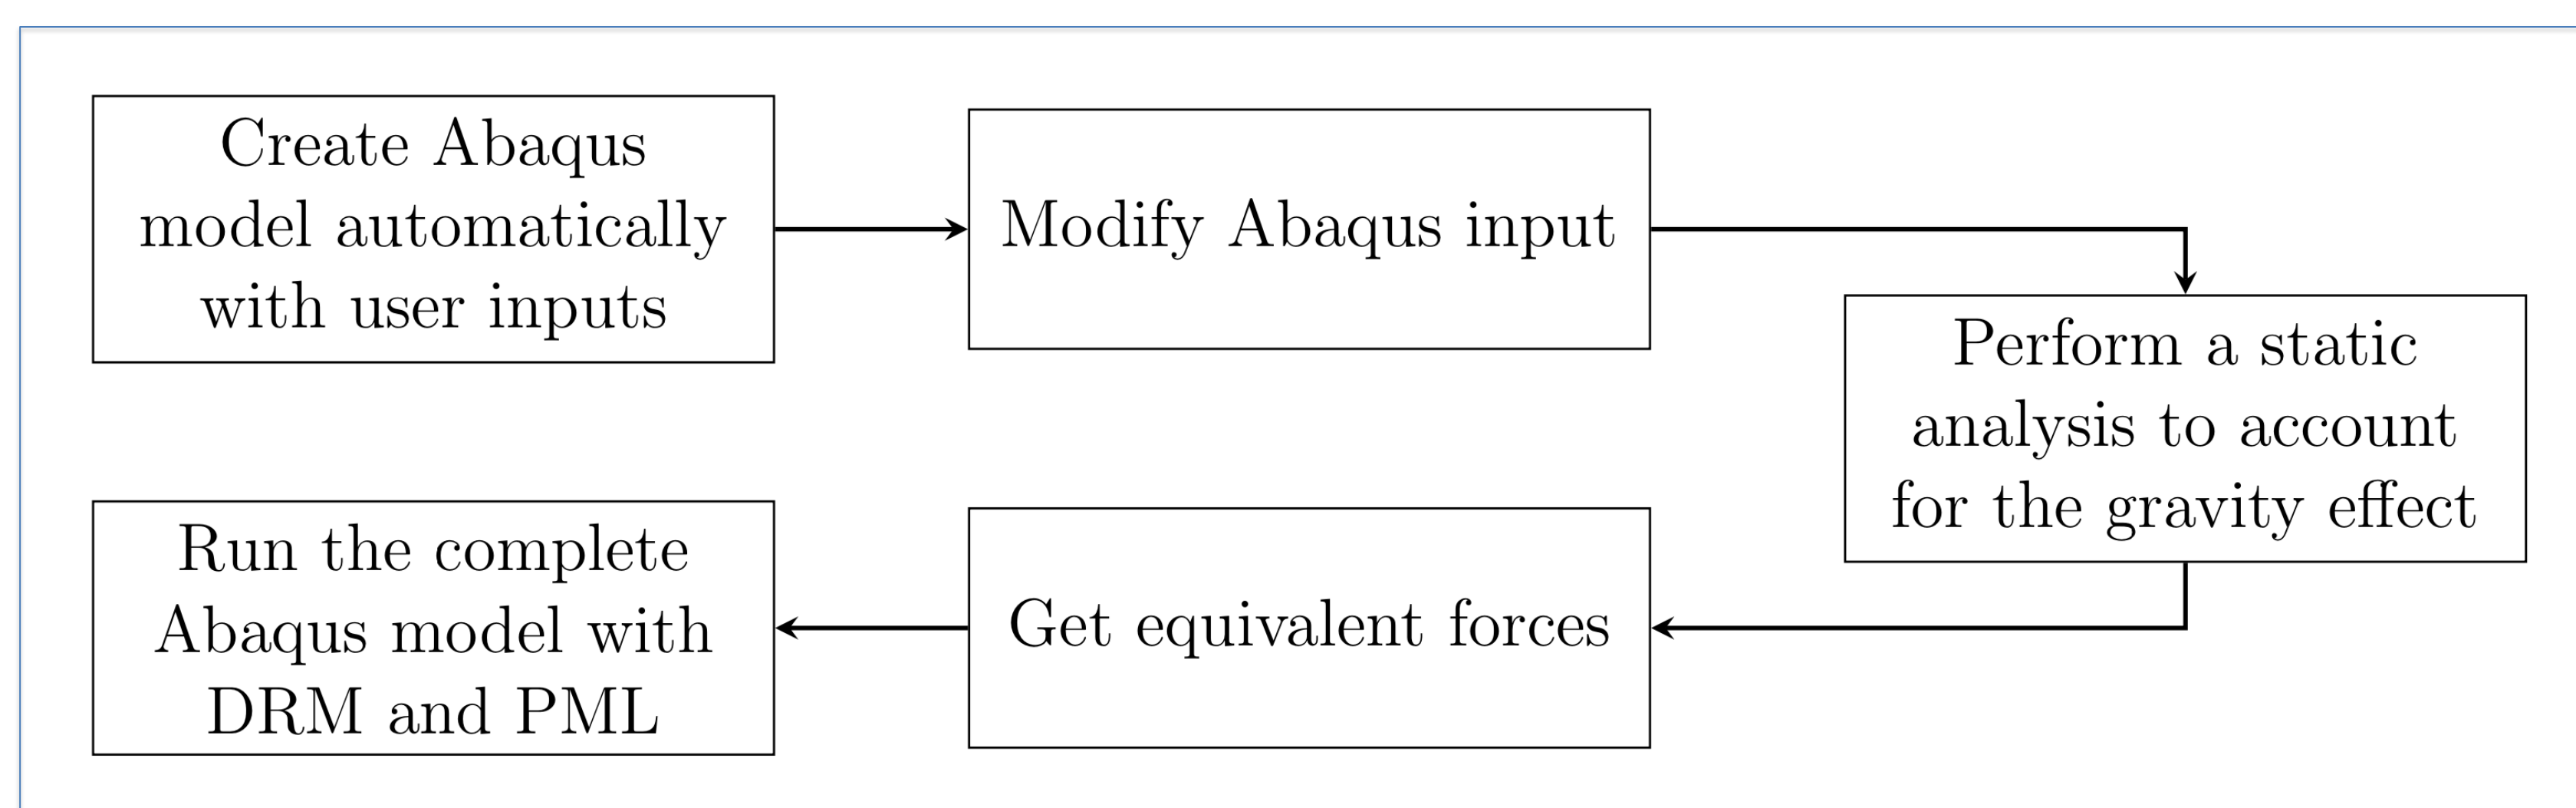 Create Abaqus
model automatically
with user inputs
Modify Abaqus input
Perform a static
analysis to account
for the gravity effect
Get equivalent forces
Run the complete
Abaqus model with
DRM and PML